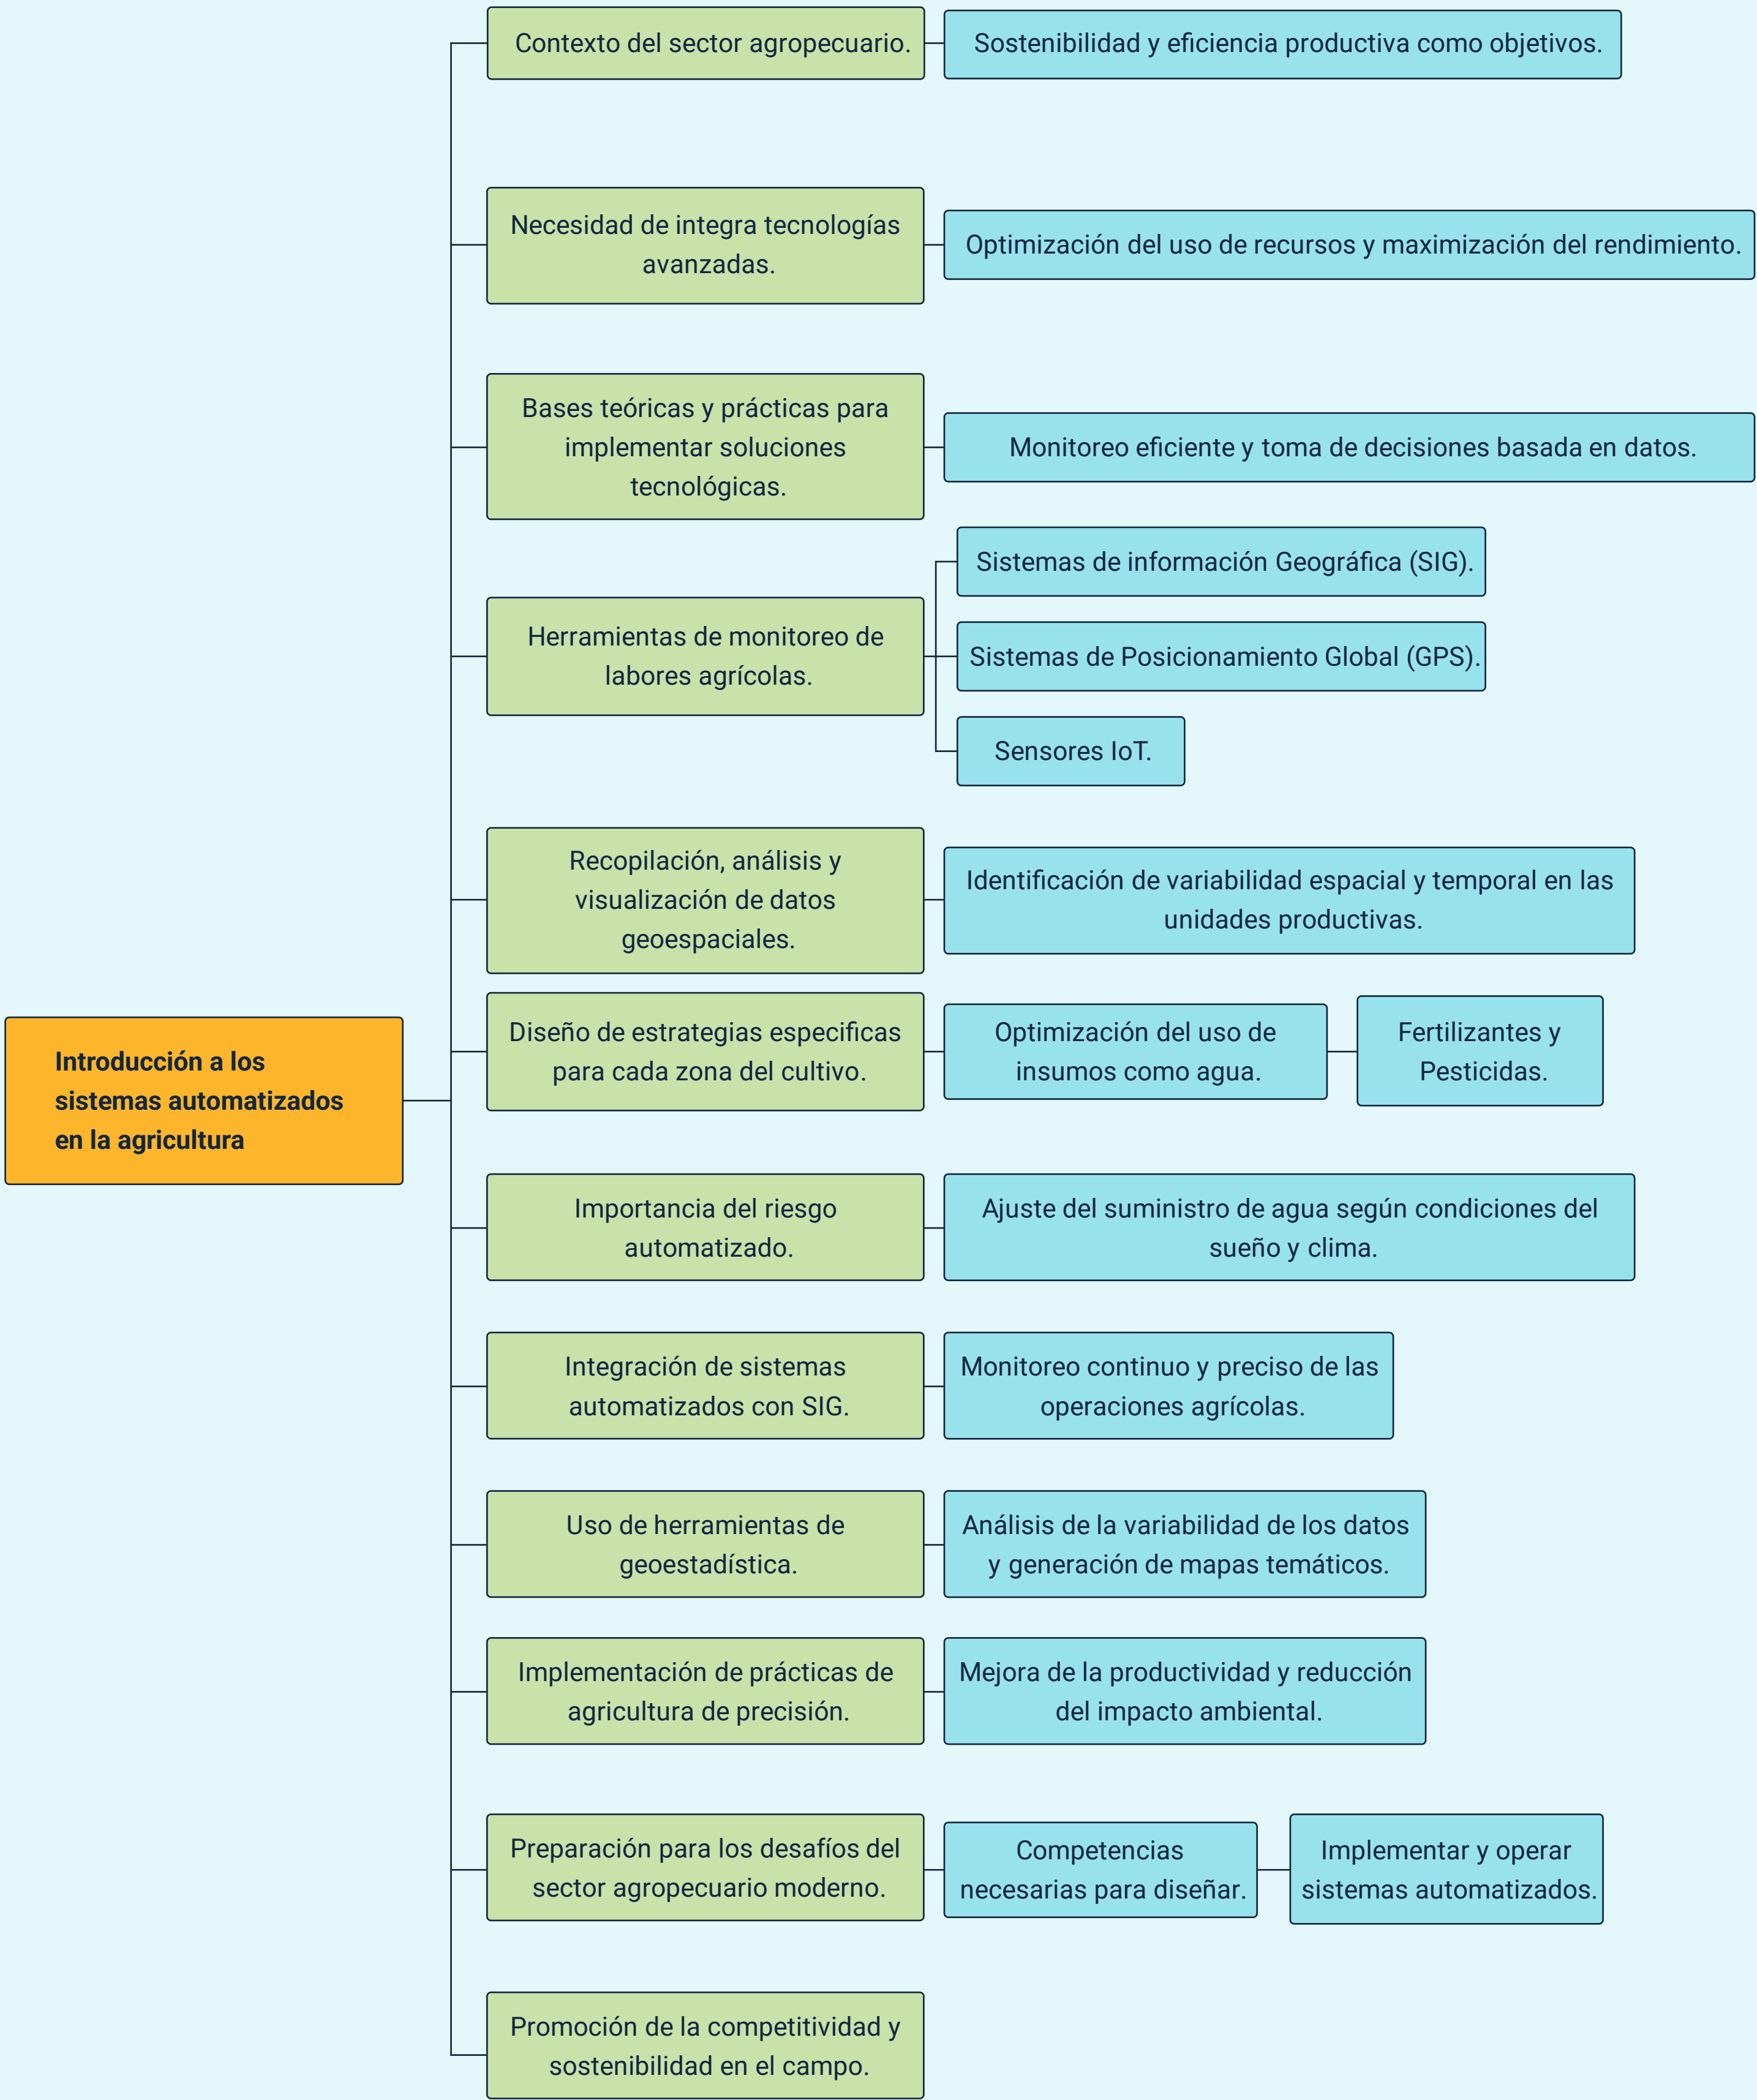 Contexto del sector agropecuario.
Sostenibilidad y eficiencia productiva como objetivos.
Necesidad de integra tecnologías
avanzadas.
Optimización del uso de recursos y maximización del rendimiento.
Bases teóricas y prácticas para
implementar soluciones
tecnológicas.
Monitoreo eficiente y toma de decisiones basada en datos.
Herramientas de monitoreo de
labores agrícolas.
Sistemas de información Geográfica (SIG).
Sistemas de Posicionamiento Global (GPS).
Sensores IoT.
Recopilación, análisis y
visualización de datos
geoespaciales.
Identificación de variabilidad espacial y temporal en las
unidades productivas.
Introducción a los
sistemas automatizados
en la agricultura
Diseño de estrategias especificas
para cada zona del cultivo.
Optimización del uso de
insumos como agua.
Fertilizantes y
Pesticidas.
Importancia del riesgo
automatizado.
Ajuste del suministro de agua según condiciones del
sueño y clima.
Integración de sistemas
automatizados con SIG.
Monitoreo continuo y preciso de las
operaciones agrícolas.
Uso de herramientas de
geoestadística.
Análisis de la variabilidad de los datos
y generación de mapas temáticos.
Implementación de prácticas de
agricultura de precisión.
Mejora de la productividad y reducción
del impacto ambiental.
Preparación para los desafíos del
sector agropecuario moderno.
Competencias
necesarias para diseñar.
Implementar y operar
sistemas automatizados.
Promoción de la competitividad y
sostenibilidad en el campo.